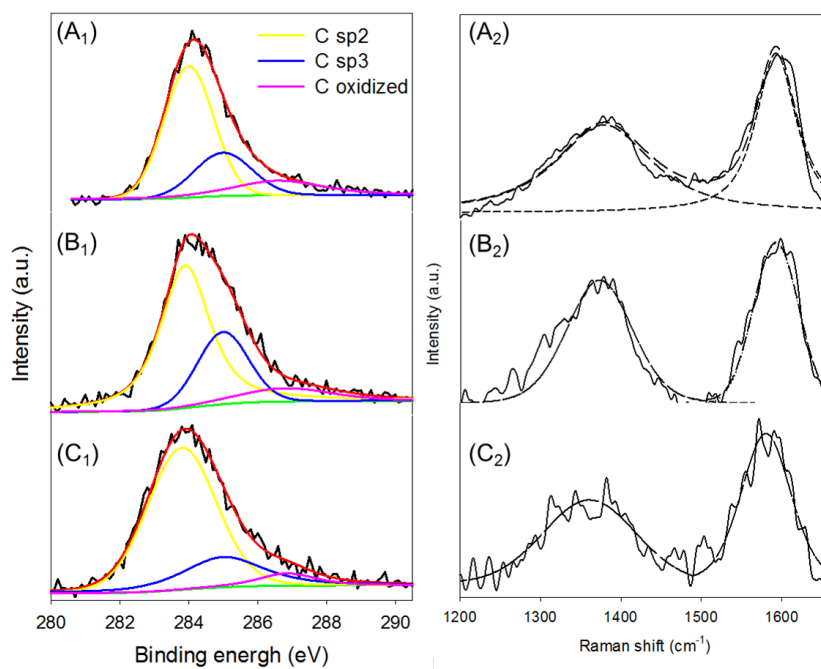 (A1)
C sp2
C sp3
C oxidized
(B1)
(C1)
Intensity (a.u.)
280 282 284 286 288 290
Binding energh (eV)
(A2)
(B2)
(C2)
Intensity (a.u.)
1200 1300 1400 1500 1600
Raman shift (cm-1)